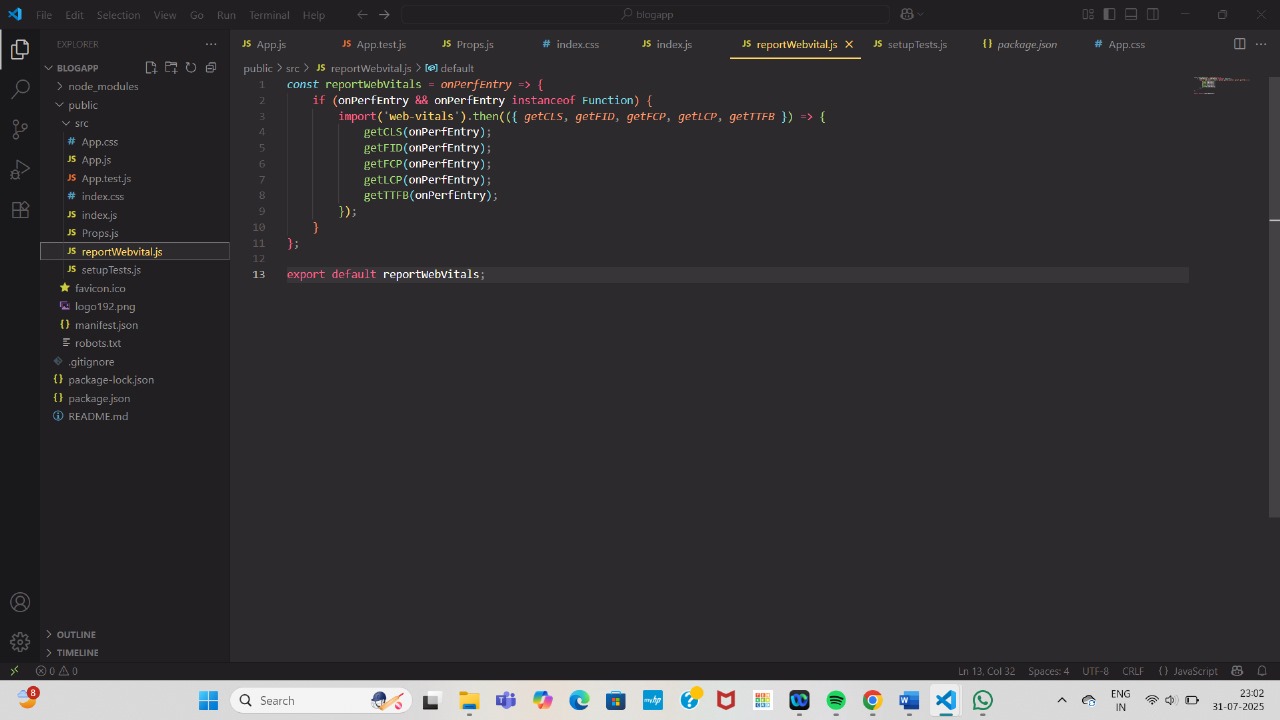 File Edit Selection View Go Run Terminal Help
blogapp
EXPLORER
BLOGAPP
node_modules
public
src
App.css
App.js
App.test.js
index.css
index.js
Props.js
reportWebvital.js
setupTests.js
favicon.ico
logo192.png
manifest.json
robots.txt
.gitignore
package-lock.json
package.json
README.md
OUTLINE
TIMELINE
App.js App.test.js Props.js index.css index.js reportWebvital.js setupTests.js package.json App.css
public > src > JS reportWebvital.js > default
1 const reportWebVitals = onPerfEntry => {
2 if (onPerfEntry && onPerfEntry instanceof Function) {
3 import('web-vitals').then(({ getCLS, getFID, getFCP, getLCP, getTTFB }) => {
4 getCLS(onPerfEntry);
5 getFID(onPerfEntry);
6 getFCP(onPerfEntry);
7 getLCP(onPerfEntry);
8 getTTFB(onPerfEntry);
9 });
10 }
11 };
12
13 export default reportWebVitals;
0 0 Ln 13, Col 32 Spaces: 4 UTF-8 CRLF {} JavaScript
8 Search ENG IN 23:02 31-07-2025